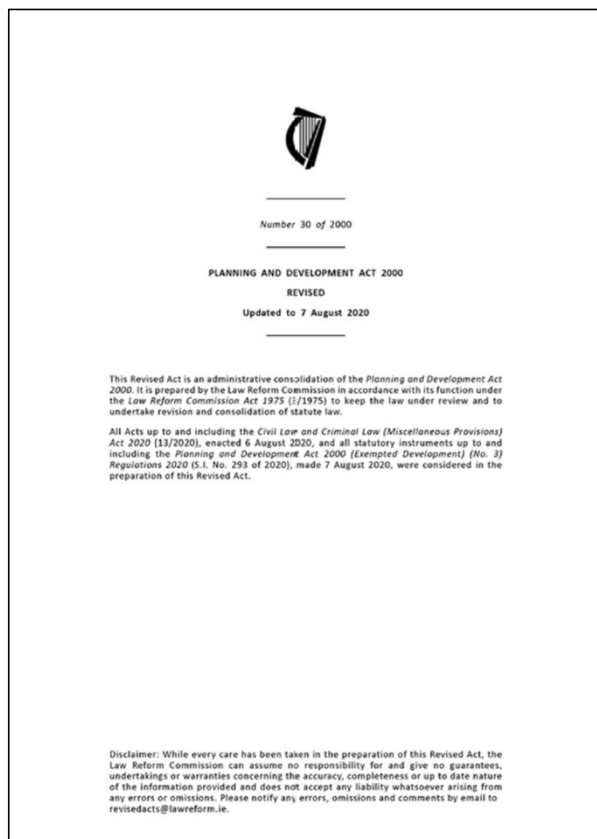 Number 30 of 2000
PLANNING AND DEVELOPMENT ACT 2000
REVISED
Updated to 7 August 2020
This Revised Act is an administrative consolidation of the Planning and Development Act
2000. It is prepared by the Law Reform Commission in accordance with its function under
the Law Reform Commission Act 1975 (3/1975) to keep the law under review and to
undertake revision and consolidation of statute law.
All Acts up to and including the Civil Law and Criminal Law (Miscellaneous Provisions)
Act 2020 (13/2020), enacted 6 August 2020, and all statutory instruments up to and
including the Planning and Development Act 2000 (Exempted Development) (No. 3)
Regulations 2020 (S.I. No. 293 of 2020), made 7 August 2020, were considered in the
preparation of this Revised Act.
Disclaimer: While every care has been taken in the preparation of this Revised Act, the
Law Reform Commission can assume no responsibility for and give no guarantees,
undertakings or warranties concerning the accuracy, completeness or up to date nature
of the information provided and does not accept any liability whatsoever arising from
any errors or omissions. Please notify any errors, omissions and comments by email to
revisedacts@lawreform.ie.